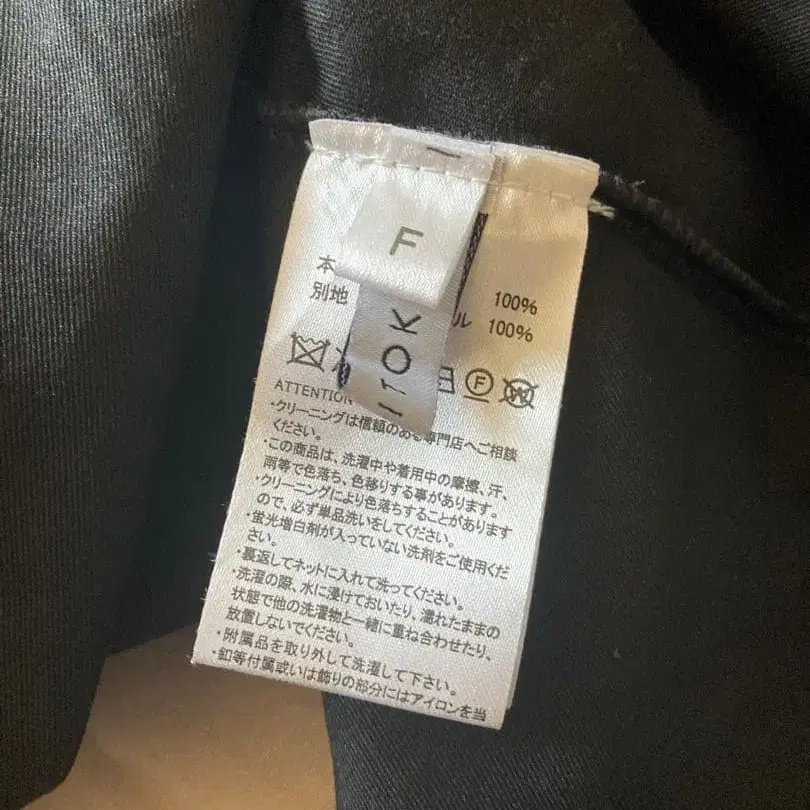 F
本
100%
別地
ル 100%
ITOK
F
W
ATTENTION
・クリーニングは信頼のある専門店へご相談
ください。
・この商品は、洗濯中や着用中の摩擦、汗、
雨等で色落ち、色移りする事があります。
・クリーニングにより色落ちすることがあります
ので、必ず単品洗いをしてください。
・蛍光増白剤が入っていない洗剤をご使用くだ
さい。
・裏返してネットに入れて洗ってください。
・洗濯の際、水に浸けておいたり、濡れたままの
状態で他の洗濯物と一緒に重ね合わせたり、
放置しないでください。
・附属品を取り外して洗濯して下さい。
・釦等付属或いは飾りの部分にはアイロンを当